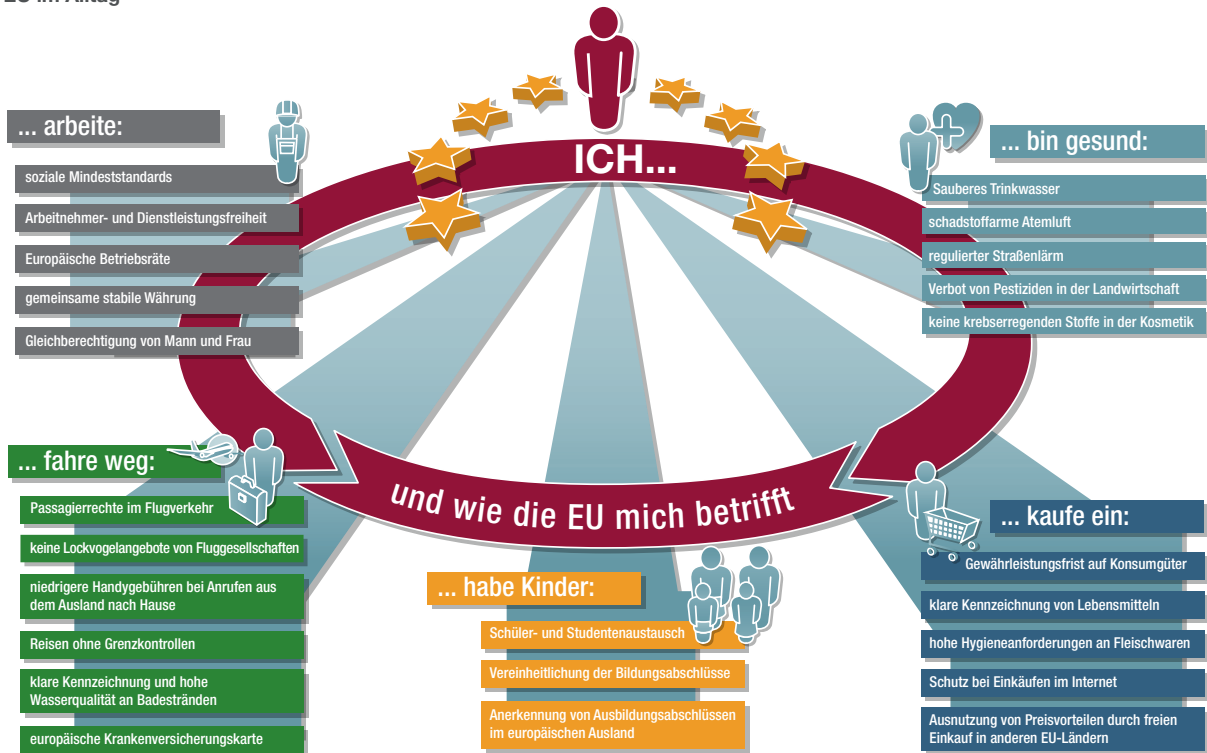 EU im Alltag
ICH...
und wie die EU mich betrifft
... arbeite:
soziale Mindeststandards
Arbeitnehmer- und Dienstleistungsfreiheit
Europäische Betriebsräte
gemeinsame stabile Währung
Gleichberechtigung von Mann und Frau
... bin gesund:
Sauberes Trinkwasser
schadstoffarme Atemluft
regulierter Straßenlärm
Verbot von Pestiziden in der Landwirtschaft
keine krebserregenden Stoffe in der Kosmetik
... fahre weg:
Passagierrechte im Flugverkehr
keine Lockvogelangebote von Fluggesellschaften
niedrigere Handygebühren bei Anrufen aus
dem Ausland nach Hause
Reisen ohne Grenzkontrollen
klare Kennzeichnung und hohe
Wasserqualität an Badestränden
europäische Krankenversicherungskarte
... habe Kinder:
Schüler- und Studentenaustausch
Vereinheitlichung der Bildungsabschlüsse
Anerkennung von Ausbildungsabschlüssen
im europäischen Ausland
... kaufe ein:
Gewährleistungsfrist auf Konsumgüter
klare Kennzeichnung von Lebensmitteln
hohe Hygieneanforderungen an Fleischwaren
Schutz bei Einkäufen im Internet
Ausnutzung von Preisvorteilen durch freien
Einkauf in anderen EU-Ländern